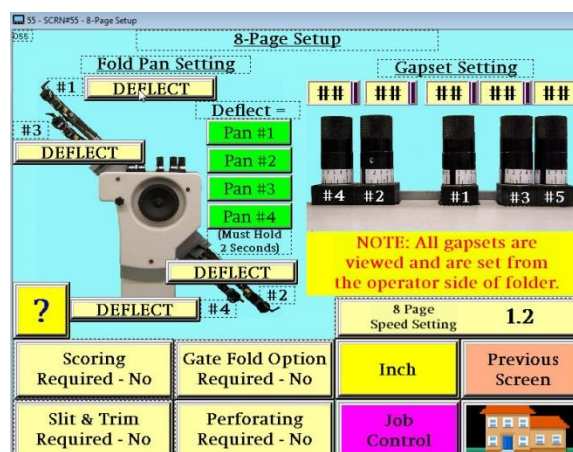 55 - SCRN#55 - 8-Page Setup
055
8-Page Setup
Fold Pan Setting
#1
DEFLECT
#3
DEFLECT
Deflect =
Pan #1
Pan #2
Pan #3
Pan #4
(Must Hold
2 Seconds)
DEFLECT
#2
DEFLECT
#4
?
Gapset Setting
## ## ## ## ##
#4 #2 #1 #3 #5
NOTE: All gapsets are
viewed and are set from
the operator side of folder.
8 Page
Speed Setting
1.2
Scoring
Required - No
Gate Fold Option
Required - No
Inch
Previous
Screen
Slit & Trim
Required - No
Perforating
Required - No
Job
Control